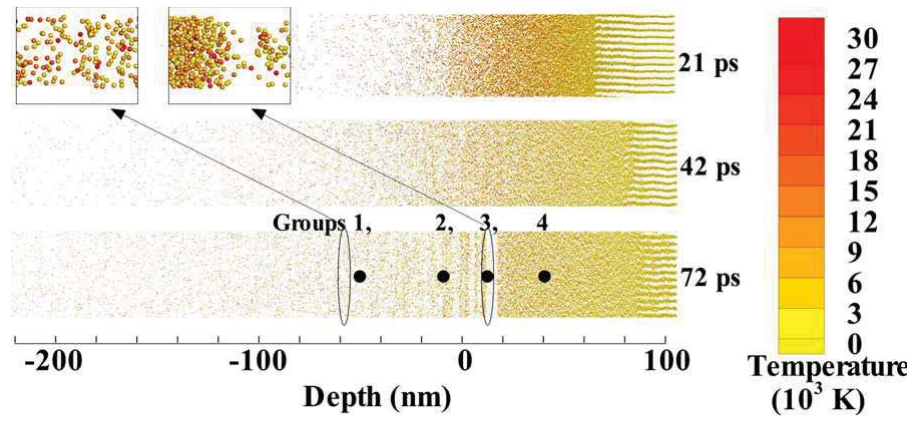 21 ps
42 ps
Groups 1, 2, 3, 4
72 ps
-200 -100 0 100
Depth (nm)
30
27
24
21
18
15
12
9
6
3
0
Temperature
(10³ K)